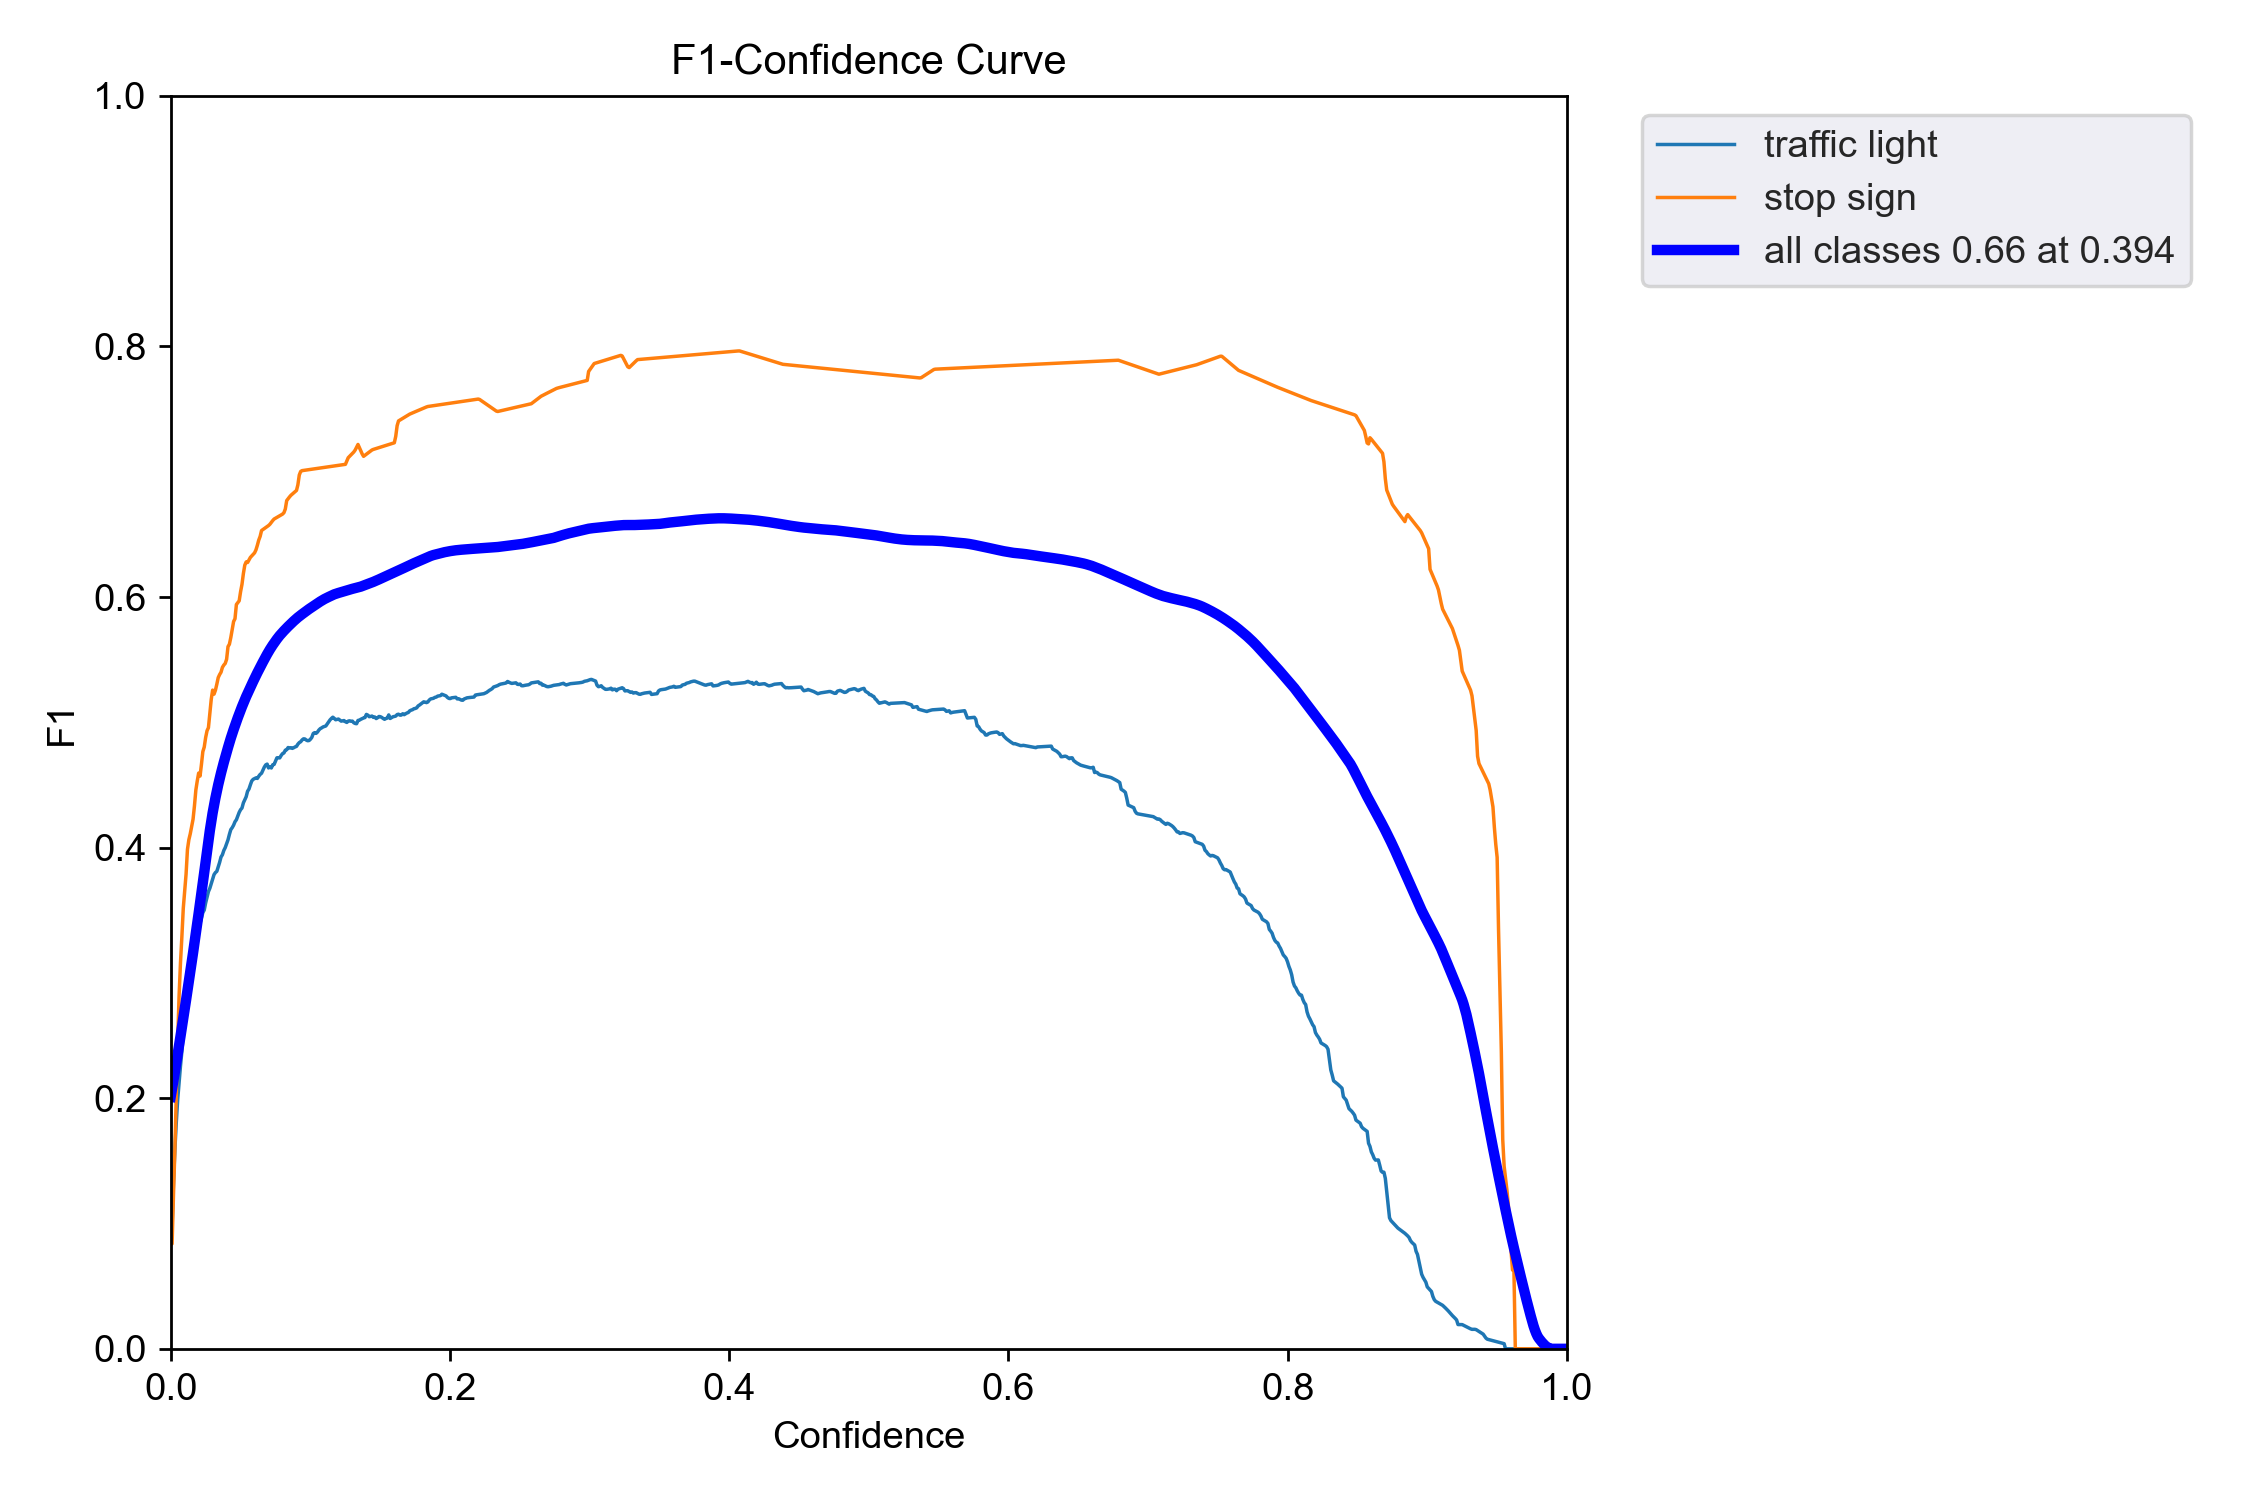 F1-Confidence Curve
1.0
0.8
0.6
0.4
0.2
0.0
F1
0.0 0.2 0.4 0.6 0.8 1.0
Confidence
traffic light
stop sign
all classes 0.66 at 0.394